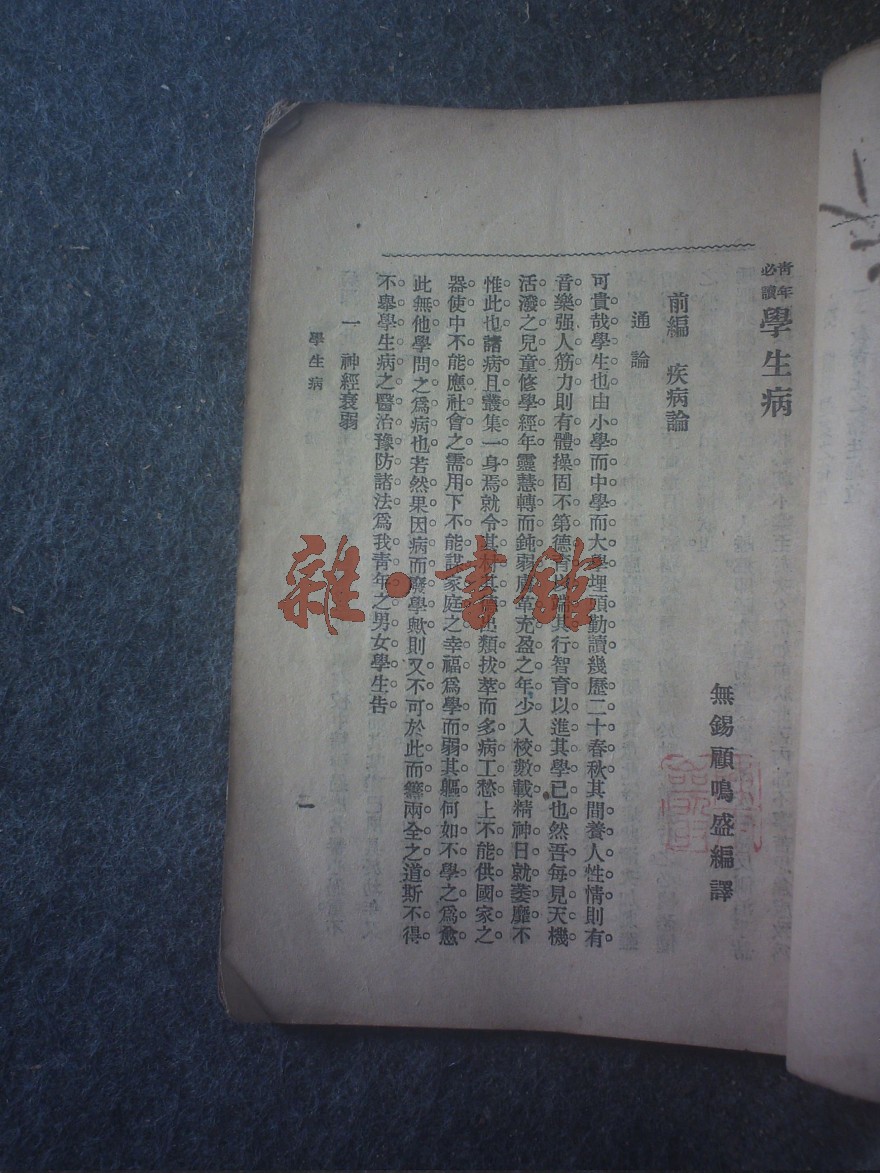 青年必讀
學生病
無錫顧鳴盛編譯
前編 疾病論
通論
可貴哉學生也由小學而中學而大學埋頭勤讀幾歷二十春秋其間養人性情則有
音樂强人筋力則有體操固不第德育以端其行智育以進其學已也然吾每見天機
活潑之兒童修學經年靈慧轉而鈍弱膚革充盈之年少入校數載精神日就萎靡不
惟此也諸病且叢集一身焉就令其材其德出類拔萃而多病工愁上不能供國家之
器使中不能應社會之需用下不能謀家庭之幸福爲學而弱其軀何如不學之爲愈
此無他學問之爲病也若然果因病而廢學歟則又不可於此而籌兩全之道斯不得
不舉學生病之醫治豫防諸法爲我青年之男女學生告
一 神經衰弱
學生病
一
雜·書館